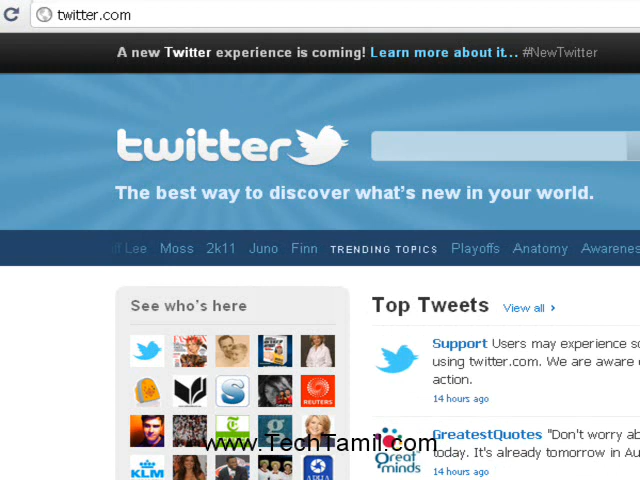 twitter.com
A new Twitter experience is coming! Learn more about it... #NewTwitter
twitter
The best way to discover what's new in your world.
Lee Moss 2k11 Juno Finn TRENDING TOPICS Playoffs Anatomy
See who's here
Top Tweets View all ›
Support Users may experience
using twitter.com. We are aware
action.
14 hours ago
REUTERS
GreatestQuotes "Don't worry
today. It's already tomorrow in
14 hours ago
Great minds
KLM
www.TechTamil.com